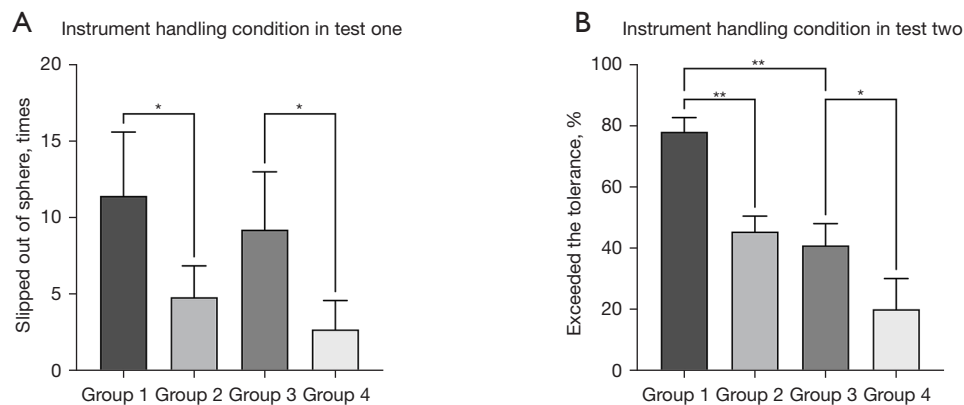 A Instrument handling condition in test one
Slipped out of sphere, times
20
15
10
5
0
*
*
Group 1 Group 2 Group 3 Group 4
B Instrument handling condition in test two
Exceeded the tolerance, %
100
80
60
40
20
0
**
**
*
Group 1 Group 2 Group 3 Group 4